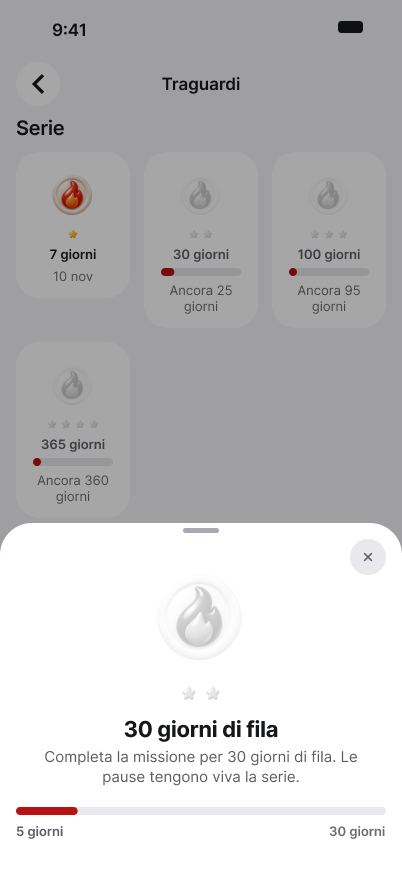 9:41
Traguardi
Serie
7 giorni
10 nov
30 giorni
Ancora 25
giorni
100 giorni
Ancora 95
giorni
365 giorni
Ancora 360
giorni
30 giorni di fila
Completa la missione per 30 giorni di fila. Le
pause tengono viva la serie.
5 giorni
30 giorni